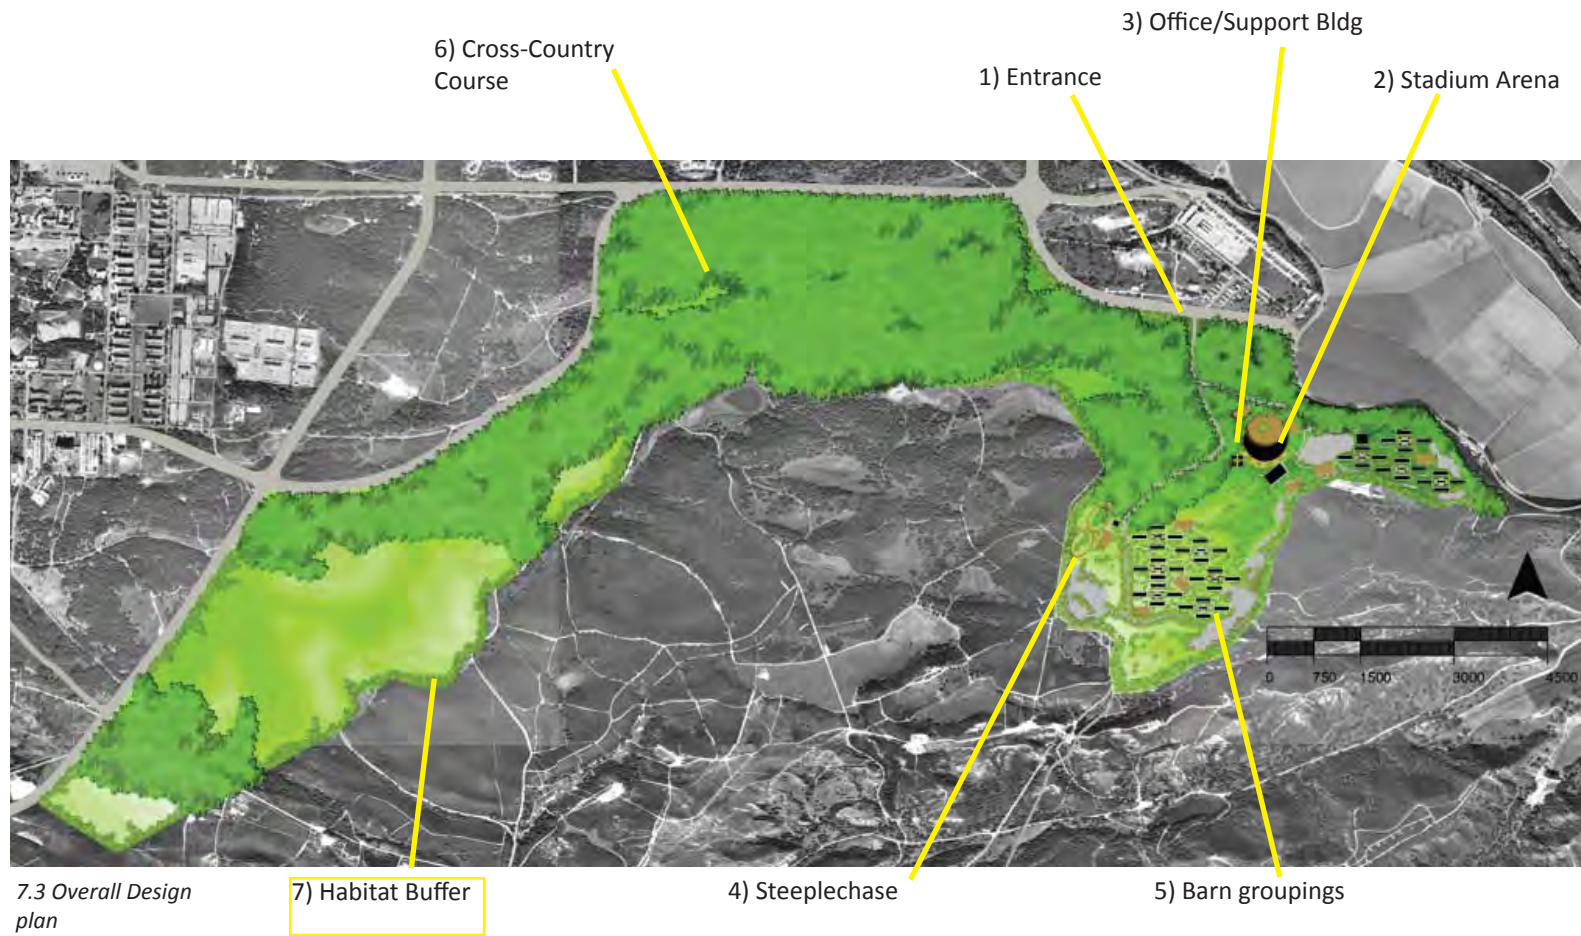 3) Office/Support Bldg
6) Cross-Country
Course
1) Entrance
2) Stadium Arena
0 750 1500 3000 4500
7.3 Overall Design
plan
7) Habitat Buffer
4) Steeplechase
5) Barn groupings